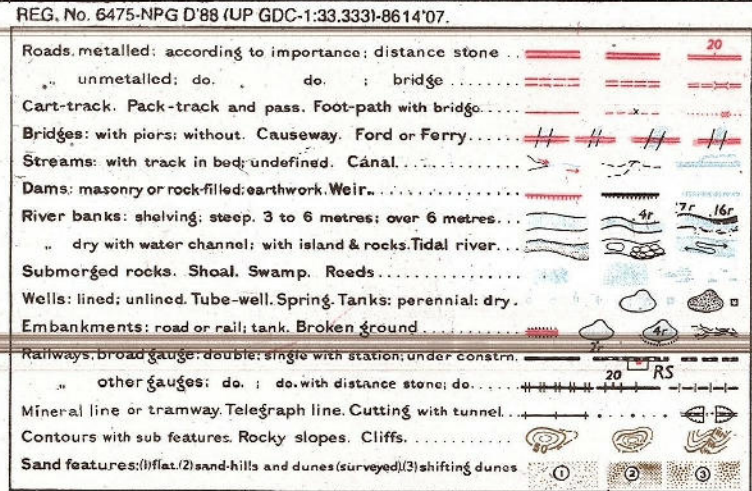 REG. No. 6475-NPG D'88 (UP GDC-1:33.333)-8614'07.
Roads, metalled: according to importance; distance stone .. 20
„ unmetalled; do. do. ; bridge
Cart-track. Pack-track and pass. Foot-path with bridge......
Bridges: with piers; without. Causeway. Ford or Ferry......
Streams: with track in bed; undefined. Canal..........
Dams: masonry or rock-filled; earthwork. Weir..
River banks: shelving; steep. 3 to 6 metres; over 6 metres... 4r 7r 16r
„ dry with water channel; with island & rocks. Tidal river...
Submerged rocks. Shoal. Swamp. Reeds.......
Wells: lined; unlined. Tube-well. Spring. Tanks: perennial; dry.
Embankments: road or rail; tank. Broken ground........ 4r
Railways, broad gauge: double; single with station; under constrn. RS
„ other gauges: do. ; do. with distance stone; do...... 20
Mineral line or tramway. Telegraph line. Cutting with tunnel...
Contours with sub features. Rocky slopes. Cliffs......... 80
Sand features: (1) flat. (2) sand-hills and dunes (surveyed). (3) shifting dunes 1 2 3